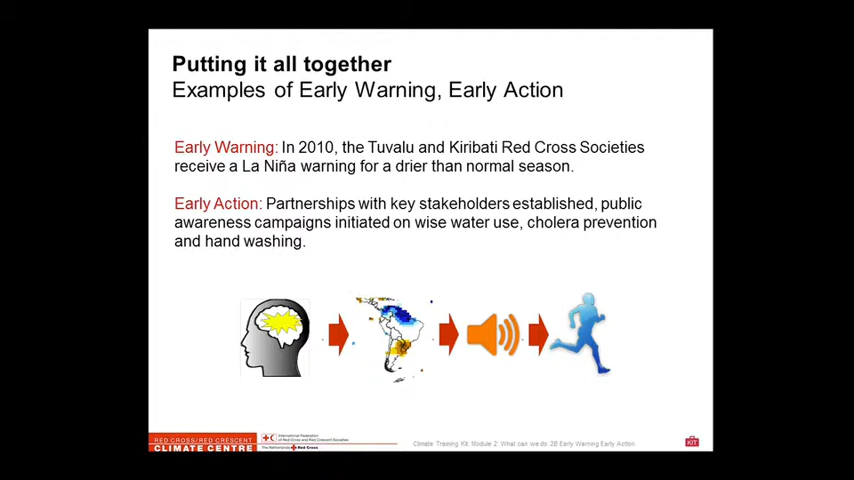 Putting it all together
Examples of Early Warning, Early Action
Early Warning: In 2010, the Tuvalu and Kiribati Red Cross Societies
receive a La Niña warning for a drier than normal season.
Early Action: Partnerships with key stakeholders established, public
awareness campaigns initiated on wise water use, cholera prevention
and hand washing.
RED CROSS/RED CRESCENT
CLIMATE CENTRE
International Federation
of Red Cross and Red Crescent Societies
The Netherlands Red Cross
Climate Training Kit. Module 2: What can we do. 2B Early Warning Early Action
KIT